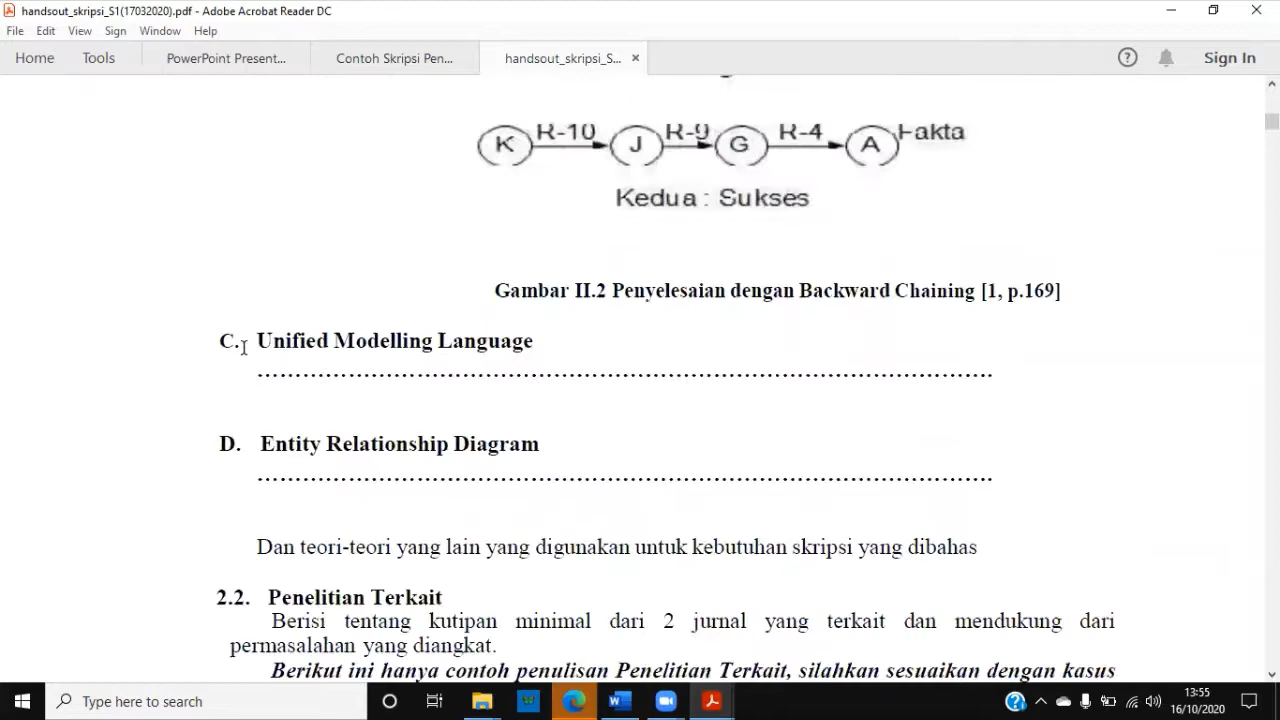 handsout_skripsi_S1(17032020).pdf - Adobe Acrobat Reader DC
File Edit View Sign Window Help
Home Tools PowerPoint Present... Contoh Skripsi Pen... handsout_skripsi_S... × Sign In
K R-10 J R-9 G R-4 A Fakta
Kedua : Sukses
Gambar II.2 Penyelesaian dengan Backward Chaining [1, p.169]
C. Unified Modelling Language
..................................................................................................
D. Entity Relationship Diagram
..................................................................................................
Dan teori-teori yang lain yang digunakan untuk kebutuhan skripsi yang dibahas
2.2. Penelitian Terkait
Berisi tentang kutipan minimal dari 2 jurnal yang terkait dan mendukung dari
permasalahan yang diangkat.
Berikut ini hanya contoh penulisan Penelitian Terkait, silahkan sesuaikan dengan kasus
Type here to search
13:55
16/10/2020